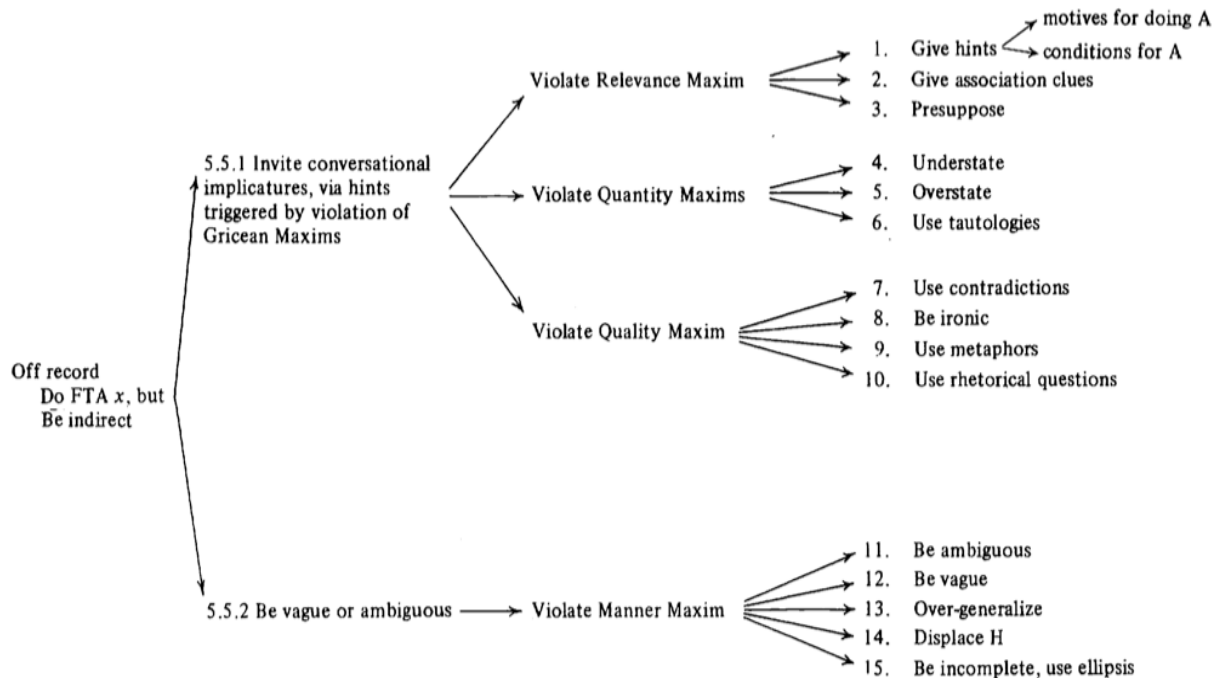 motives for doing A
1. Give hints
conditions for A
Violate Relevance Maxim
2. Give association clues
3. Presuppose
5.5.1 Invite conversational
implicatures, via hints
triggered by violation of
Gricean Maxims
4. Understate
Violate Quantity Maxims
5. Overstate
6. Use tautologies
7. Use contradictions
Violate Quality Maxim
8. Be ironic
9. Use metaphors
10. Use rhetorical questions
Off record
Do FTA x, but
Be indirect
11. Be ambiguous
12. Be vague
5.5.2 Be vague or ambiguous
Violate Manner Maxim
13. Over-generalize
14. Displace H
15. Be incomplete, use ellipsis